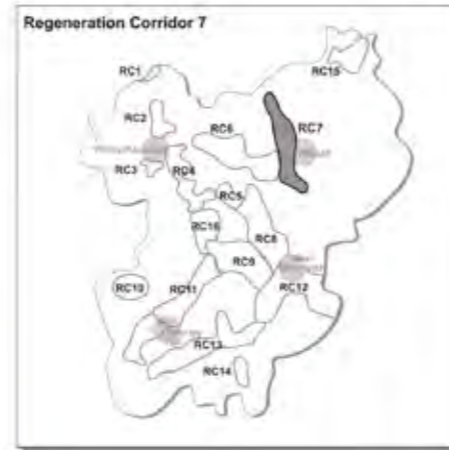 Regeneration Corridor 7
RC15
RC1
RC2
RC6
RC7
RC3
RC4
RC5
RC16
RC8
RC9
RC10
RC11
RC12
RC13
RC14